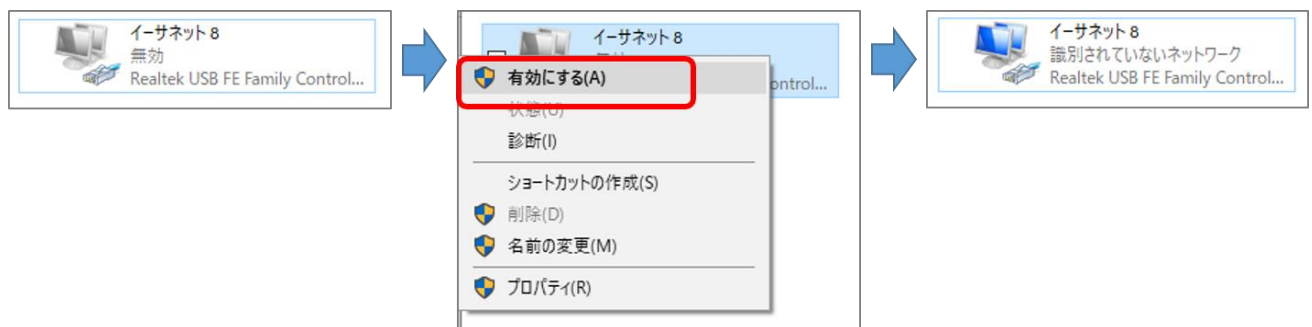 イーサネット 8
無効
Realtek USB FE Family Control...
イーサネット 8
ontrol...
有効にする(A)
状態(U)
診断(I)
ショートカットの作成(S)
削除(D)
名前の変更(M)
プロパティ(R)
イーサネット 8
識別されていないネットワーク
Realtek USB FE Family Control...